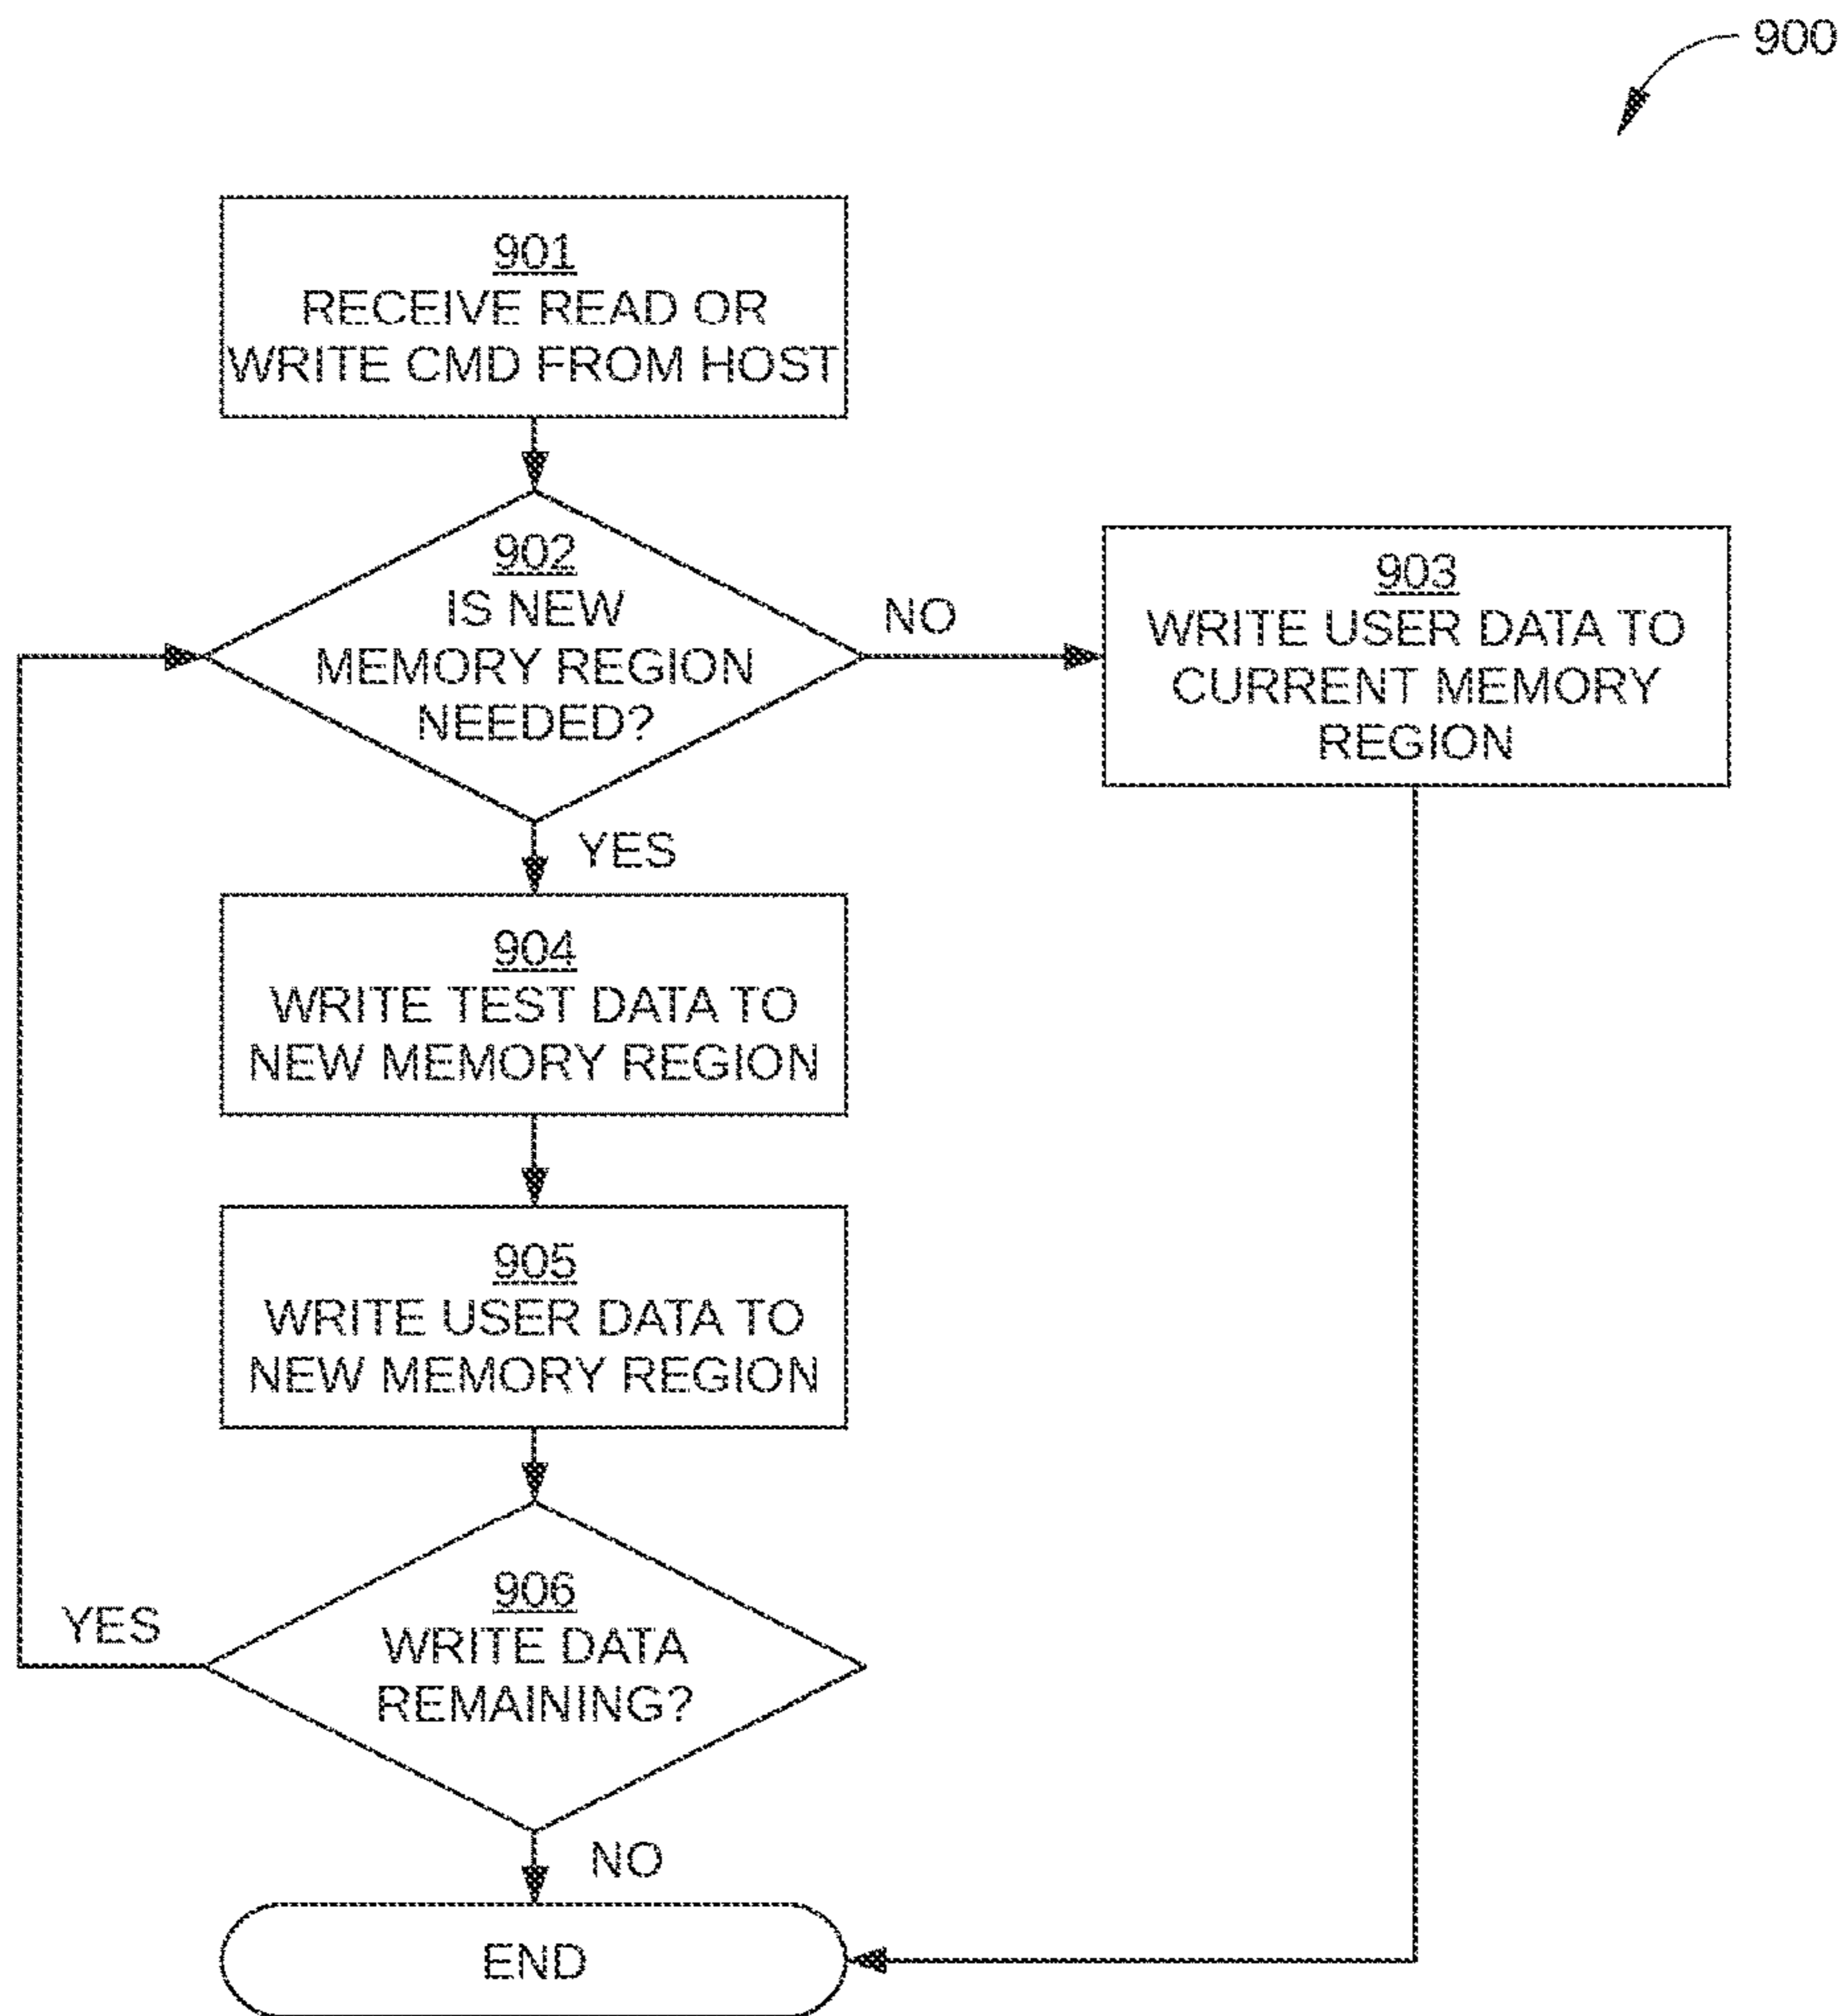 900
901
RECEIVE READ OR
WRITE CMD FROM HOST
902
IS NEW
MEMORY REGION
NEEDED?
NO
903
WRITE USER DATA TO
CURRENT MEMORY
REGION
YES
904
WRITE TEST DATA TO
NEW MEMORY REGION
905
WRITE USER DATA TO
NEW MEMORY REGION
906
WRITE DATA
REMAINING?
YES
NO
END